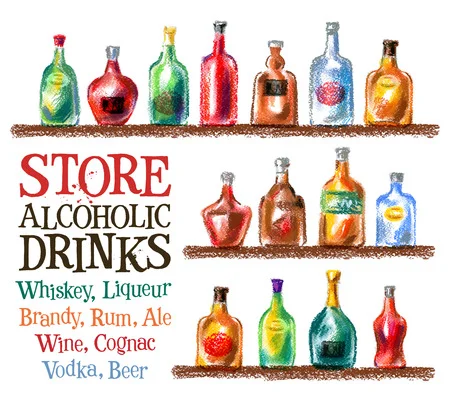 STORE
ALCOHOLIC
DRINKS
Whiskey, Liqueur
Brandy, Rum, Ale
Wine, Cognac
Vodka, Beer